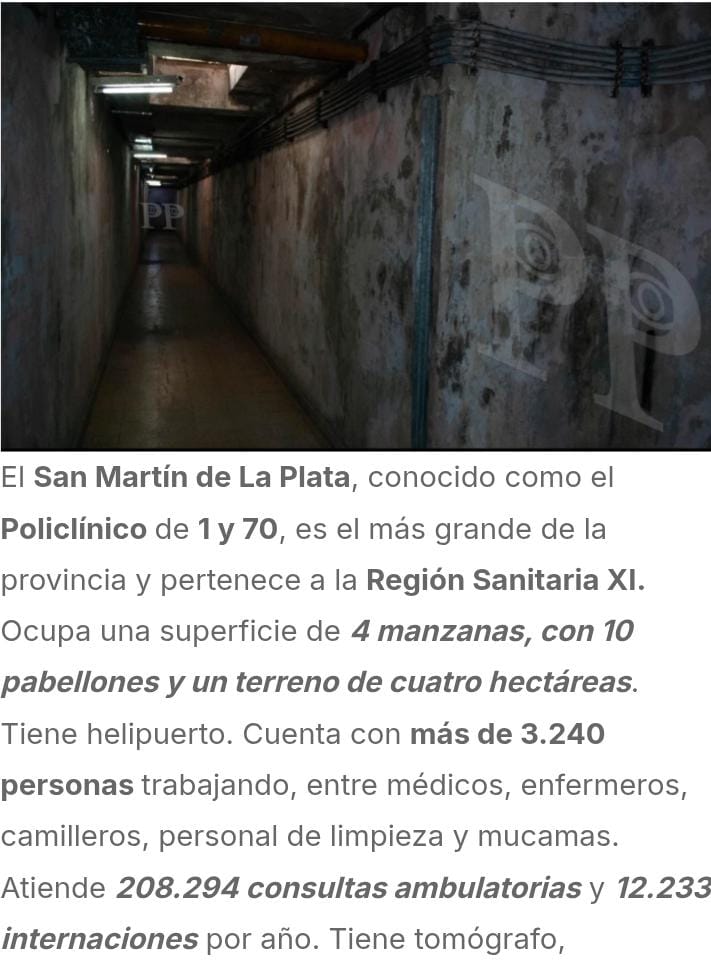 PP
PP
El San Martín de La Plata, conocido como el
Policlínico de 1 y 70, es el más grande de la
provincia y pertenece a la Región Sanitaria XI.
Ocupa una superficie de 4 manzanas, con 10
pabellones y un terreno de cuatro hectáreas.
Tiene helipuerto. Cuenta con más de 3.240
personas trabajando, entre médicos, enfermeros,
camilleros, personal de limpieza y mucamas.
Atiende 208.294 consultas ambulatorias y 12.233
internaciones por año. Tiene tomógrafo,